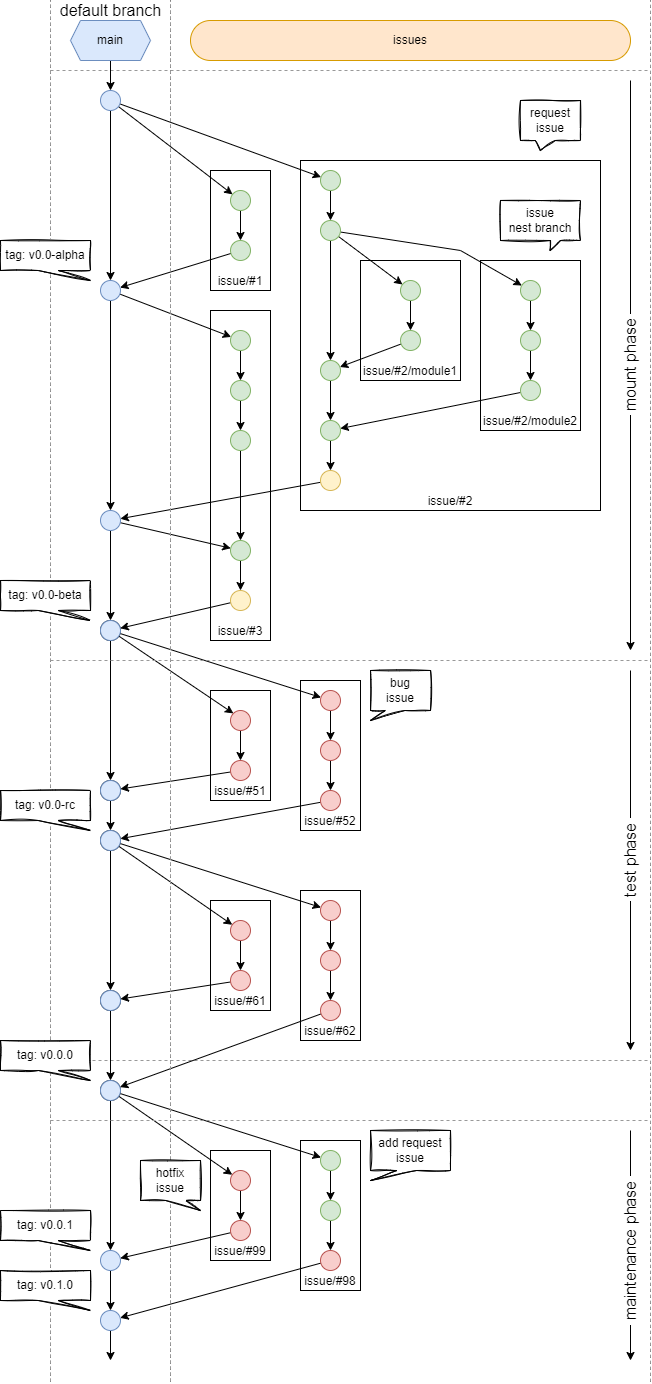 default branch
main
issues
request
issue
issue
nest branch
tag: v0.0-alpha
issue/#1
mount phase
issue/#2/module1
issue/#2/module2
issue/#2
tag: v0.0-beta
issue/#3
bug
issue
issue/#51
tag: v0.0-rc
issue/#52
test phase
issue/#61
issue/#62
tag: v0.0.0
add request
issue
hotfix
issue
maintenance phase
tag: v0.0.1
issue/#99
tag: v0.1.0
issue/#98